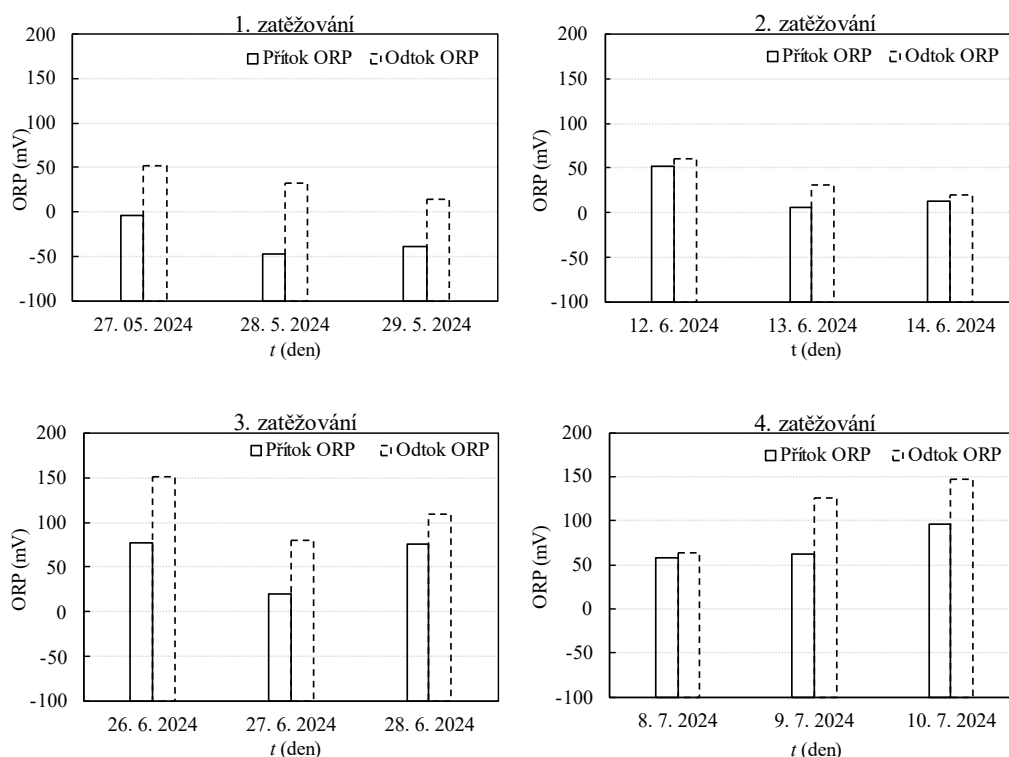 1. zatěžování
200
Přítok ORP Odtok ORP
150
100
50
0
-50
-100
ORP (mV)
27. 05. 2024 28. 5. 2024 29. 5. 2024
t (den)
2. zatěžování
200
Přítok ORP Odtok ORP
150
100
50
0
-50
-100
ORP (mV)
12. 6. 2024 13. 6. 2024 14. 6. 2024
t (den)
3. zatěžování
200
Přítok ORP Odtok ORP
150
100
50
0
-50
-100
ORP (mV)
26. 6. 2024 27. 6. 2024 28. 6. 2024
t (den)
4. zatěžování
200
Přítok ORP Odtok ORP
150
100
50
0
-50
-100
ORP (mV)
8. 7. 2024 9. 7. 2024 10. 7. 2024
t (den)